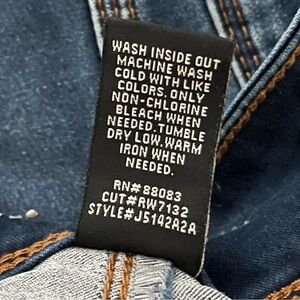 WASH INSIDE OUT
MACHINE WASH
COLD WITH LIKE
COLORS. ONLY
NON-CHLORINE
BLEACH WHEN
NEEDED.TUMBLE
DRY LOW.WARM
IRON WHEN
NEEDED.
RN#88083
CUT#RW7132
STYLE#J5142A2A